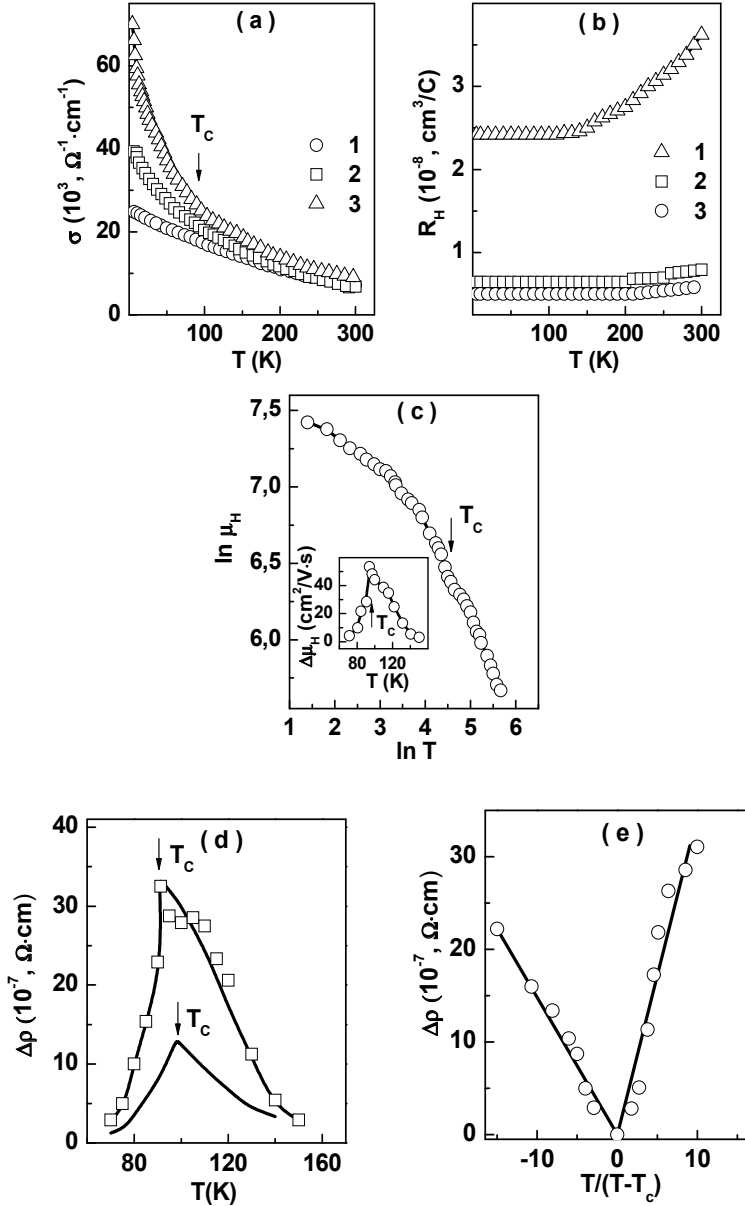 ( a )
σ (10³, Ω⁻¹·cm⁻¹)
60
40
20
0
T_C
1
2
3
100 200 300
T (K)
( b )
R_H (10⁻⁸, cm³/C)
3
2
1
1
2
3
100 200 300
T (K)
( c )
ln μ_H
7,5
7,0
6,5
6,0
T_C
Δμ_H (cm²/V·s)
40
20
0
T_C
80 120
T (K)
1 2 3 4 5 6
ln T
( d )
Δρ (10⁻⁷, Ω·cm)
40
30
20
10
0
T_C
T_C
80 120 160
T(K)
( e )
Δρ (10⁻⁷, Ω·cm)
30
20
10
0
-10 0 10
T/(T-T_c)